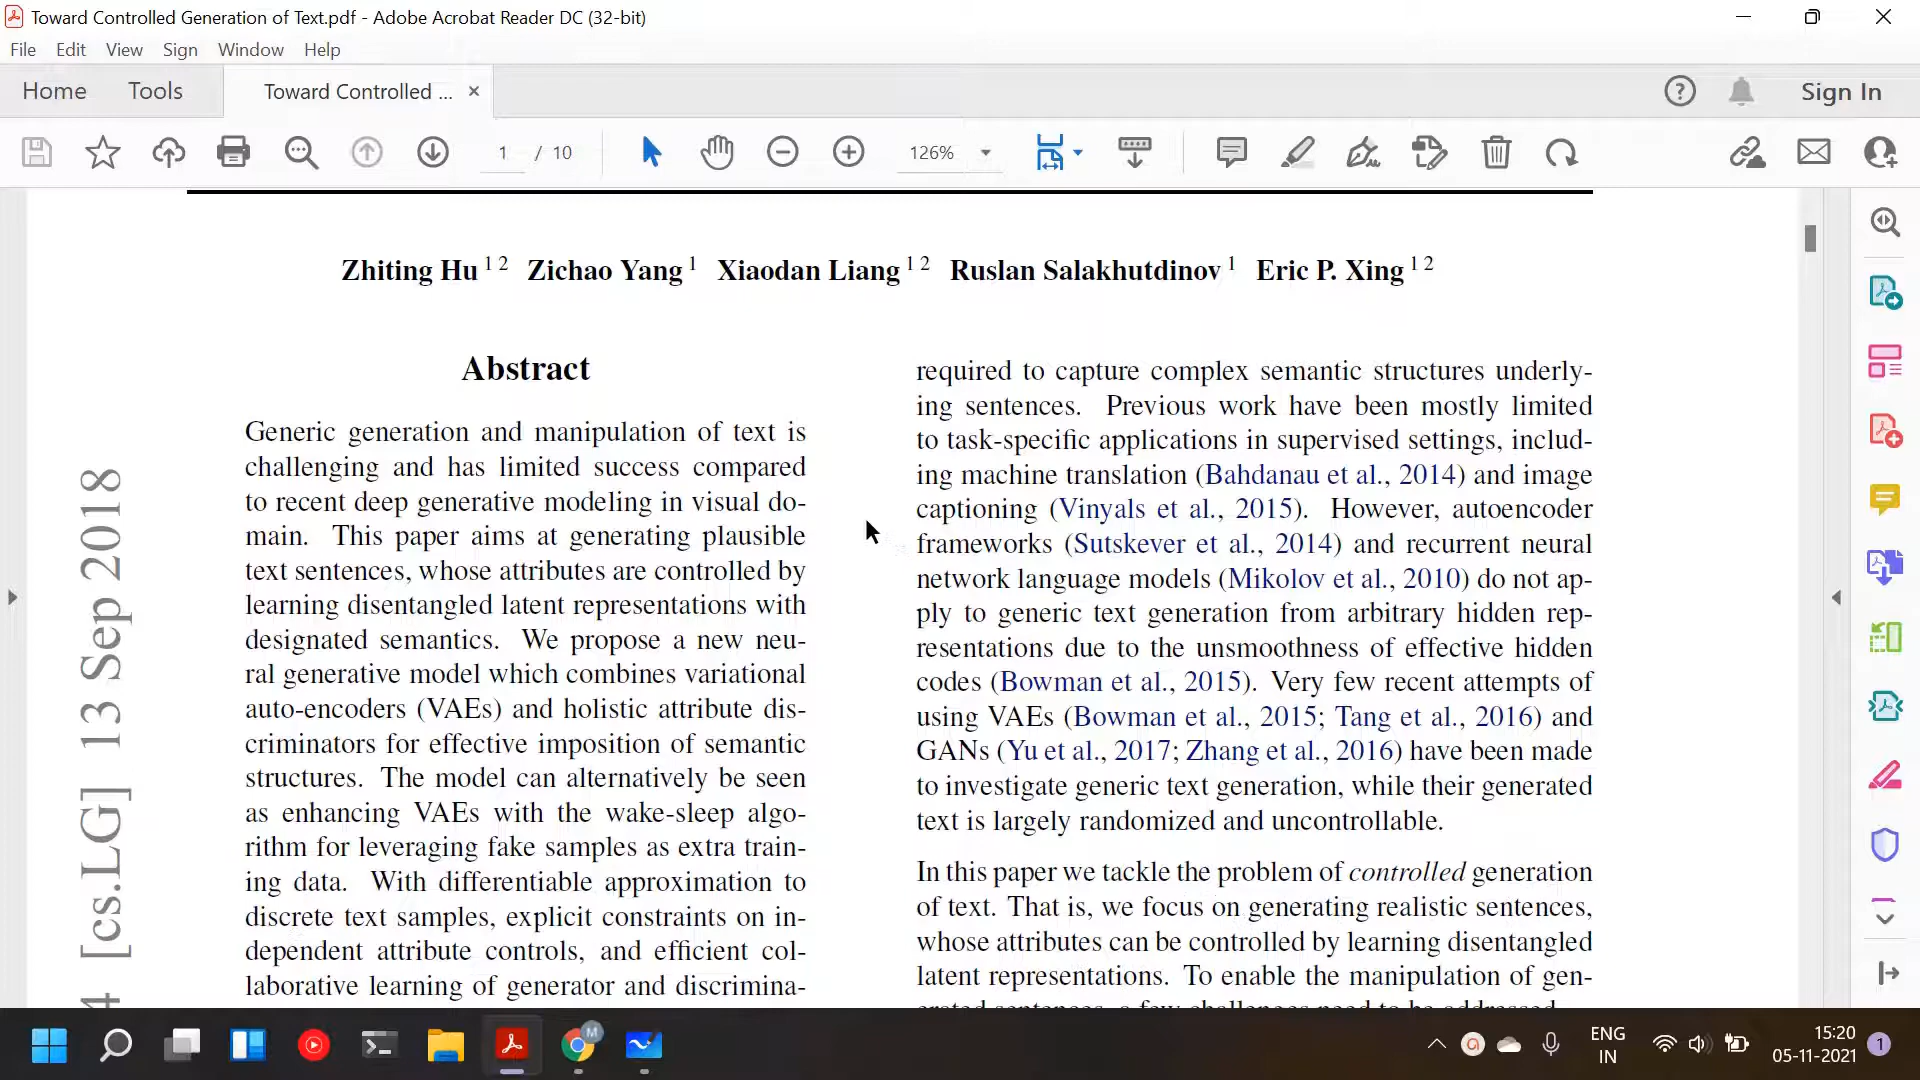 Toward Controlled Generation of Text.pdf - Adobe Acrobat Reader DC (32-bit)
File Edit View Sign Window Help
Home Tools Toward Controlled ... × Sign In
1 / 10 126%
Zhiting Hu 1 2 Zichao Yang 1 Xiaodan Liang 1 2 Ruslan Salakhutdinov 1 Eric P. Xing 1 2
Abstract
Generic generation and manipulation of text is
challenging and has limited success compared
to recent deep generative modeling in visual do-
main. This paper aims at generating plausible
text sentences, whose attributes are controlled by
learning disentangled latent representations with
designated semantics. We propose a new neu-
ral generative model which combines variational
auto-encoders (VAEs) and holistic attribute dis-
criminators for effective imposition of semantic
structures. The model can alternatively be seen
as enhancing VAEs with the wake-sleep algo-
rithm for leveraging fake samples as extra train-
ing data. With differentiable approximation to
discrete text samples, explicit constraints on in-
dependent attribute controls, and efficient col-
laborative learning of generator and discrimina-
required to capture complex semantic structures underly-
ing sentences. Previous work have been mostly limited
to task-specific applications in supervised settings, includ-
ing machine translation (Bahdanau et al., 2014) and image
captioning (Vinyals et al., 2015). However, autoencoder
frameworks (Sutskever et al., 2014) and recurrent neural
network language models (Mikolov et al., 2010) do not ap-
ply to generic text generation from arbitrary hidden rep-
resentations due to the unsmoothness of effective hidden
codes (Bowman et al., 2015). Very few recent attempts of
using VAEs (Bowman et al., 2015; Tang et al., 2016) and
GANs (Yu et al., 2017; Zhang et al., 2016) have been made
to investigate generic text generation, while their generated
text is largely randomized and uncontrollable.
In this paper we tackle the problem of controlled generation
of text. That is, we focus on generating realistic sentences,
whose attributes can be controlled by learning disentangled
latent representations. To enable the manipulation of gen-
erated sentences, a few challenges need to be addressed.
4 [cs.LG] 13 Sep 2018
M
ENG
IN
15:20
05-11-2021
1